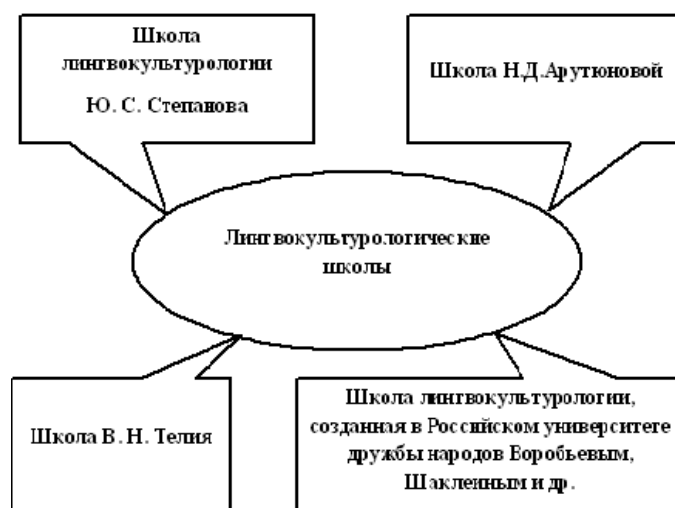 Школа
лингвокультурологии
Ю. С. Степанова
Школа Н.Д.Арутюновой
Лингвокультурологические
школы
Школа В. Н. Телия
Школа лингвокультурологии,
созданная в Российском университете
дружбы народов Воробьевым,
Шаклеиным и др.